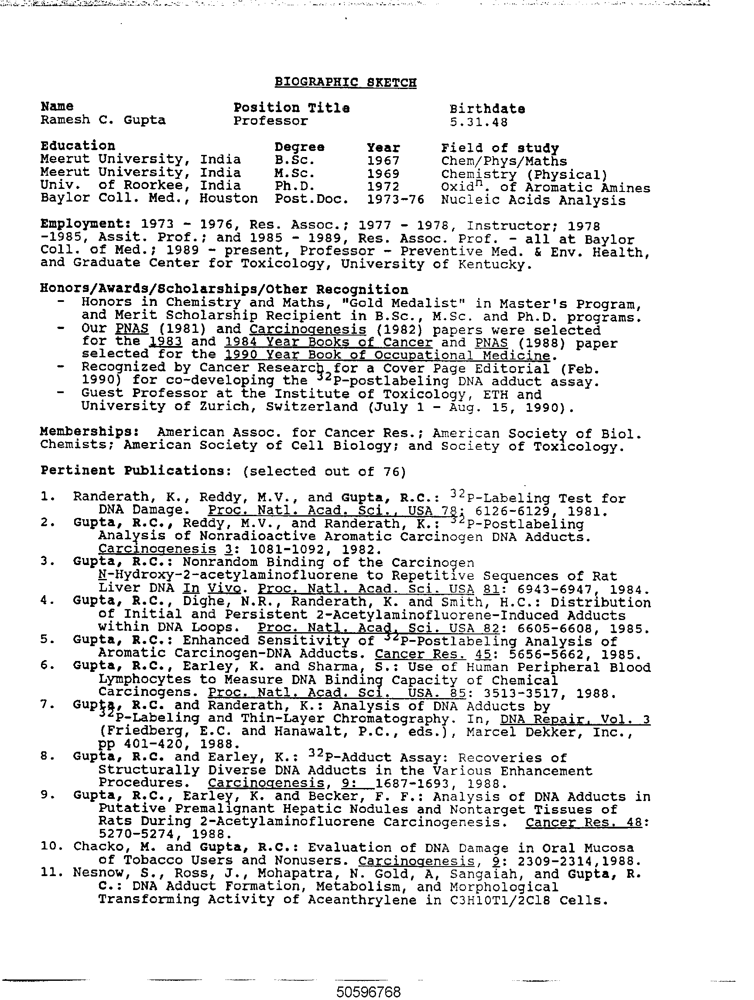 BIOGRAPHIC SKETCH
Name Position Title Birthdate
Ramesh C. Gupta Professor 5.31.48
Education Degree Year Field of study
Meerut University, India B.Sc. 1967 Chem/Phys/Maths
Meerut University, India M.Sc. 1969 Chemistry (Physical)
Univ. of Roorkee, India Ph.D. 1972 Oxidⁿ. of Aromatic Amines
Baylor Coll. Med., Houston Post.Doc. 1973-76 Nucleic Acids Analysis
Employment: 1973 - 1976, Res. Assoc.; 1977 - 1978, Instructor; 1978
-1985, Assit. Prof.; and 1985 - 1989, Res. Assoc. Prof. - all at Baylor
Coll. of Med.; 1989 - present, Professor - Preventive Med. & Env. Health,
and Graduate Center for Toxicology, University of Kentucky.
Honors/Awards/Scholarships/Other Recognition
- Honors in Chemistry and Maths, "Gold Medalist" in Master's Program,
and Merit Scholarship Recipient in B.Sc., M.Sc. and Ph.D. programs.
- Our PNAS (1981) and Carcinogenesis (1982) papers were selected
for the 1983 and 1984 Year Books of Cancer and PNAS (1988) paper
selected for the 1990 Year Book of Occupational Medicine.
- Recognized by Cancer Research for a Cover Page Editorial (Feb.
1990) for co-developing the ³²P-postlabeling DNA adduct assay.
- Guest Professor at the Institute of Toxicology, ETH and
University of Zurich, Switzerland (July 1 - Aug. 15, 1990).
Memberships: American Assoc. for Cancer Res.; American Society of Biol.
Chemists; American Society of Cell Biology; and Society of Toxicology.
Pertinent Publications: (selected out of 76)
1. Randerath, K., Reddy, M.V., and Gupta, R.C.: ³²P-Labeling Test for
DNA Damage. Proc. Natl. Acad. Sci., USA 78: 6126-6129, 1981.
2. Gupta, R.C., Reddy, M.V., and Randerath, K.: ³²P-Postlabeling
Analysis of Nonradioactive Aromatic Carcinogen DNA Adducts.
Carcinogenesis 3: 1081-1092, 1982.
3. Gupta, R.C.: Nonrandom Binding of the Carcinogen
N-Hydroxy-2-acetylaminofluorene to Repetitive Sequences of Rat
Liver DNA In Vivo. Proc. Natl. Acad. Sci. USA 81: 6943-6947, 1984.
4. Gupta, R.C., Dighe, N.R., Randerath, K. and Smith, H.C.: Distribution
of Initial and Persistent 2-Acetylaminofluorene-Induced Adducts
within DNA Loops. Proc. Natl. Acad. Sci. USA 82: 6605-6608, 1985.
5. Gupta, R.C.: Enhanced Sensitivity of ³²P-Postlabeling Analysis of
Aromatic Carcinogen-DNA Adducts. Cancer Res. 45: 5656-5662, 1985.
6. Gupta, R.C., Earley, K. and Sharma, S.: Use of Human Peripheral Blood
Lymphocytes to Measure DNA Binding Capacity of Chemical
Carcinogens. Proc. Natl. Acad. Sci. USA. 85: 3513-3517, 1988.
7. Gupta, R.C. and Randerath, K.: Analysis of DNA Adducts by
³²P-Labeling and Thin-Layer Chromatography. In, DNA Repair, Vol. 3
(Friedberg, E.C. and Hanawalt, P.C., eds.), Marcel Dekker, Inc.,
pp 401-420, 1988.
8. Gupta, R.C. and Earley, K.: ³²P-Adduct Assay: Recoveries of
Structurally Diverse DNA Adducts in the Various Enhancement
Procedures. Carcinogenesis, 9: 1687-1693, 1988.
9. Gupta, R.C., Earley, K. and Becker, F. F.: Analysis of DNA Adducts in
Putative Premalignant Hepatic Nodules and Nontarget Tissues of
Rats During 2-Acetylaminofluorene Carcinogenesis. Cancer Res. 48:
5270-5274, 1988.
10. Chacko, M. and Gupta, R.C.: Evaluation of DNA Damage in Oral Mucosa
of Tobacco Users and Nonusers. Carcinogenesis, 9: 2309-2314,1988.
11. Nesnow, S., Ross, J., Mohapatra, N. Gold, A, Sangaiah, and Gupta, R.
C.: DNA Adduct Formation, Metabolism, and Morphological
Transforming Activity of Aceanthrylene in C3H10T1/2Cl8 Cells.
50596768